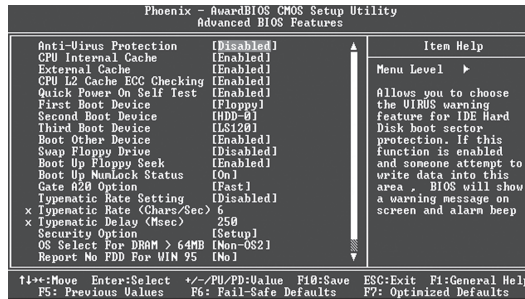 Phoenix - AwardBIOS CMOS Setup Utility
Advanced BIOS Features
Anti-Virus Protection [Disabled]
CPU Internal Cache [Enabled]
External Cache [Enabled]
CPU L2 Cache ECC Checking [Enabled]
Quick Power On Self Test [Enabled]
First Boot Device [Floppy]
Second Boot Device [HDD-0]
Third Boot Device [LS120]
Boot Other Device [Enabled]
Swap Floppy Drive [Disabled]
Boot Up Floppy Seek [Enabled]
Boot Up NumLock Status [On]
Gate A20 Option [Fast]
Typematic Rate Setting [Disabled]
x Typematic Rate (Chars/Sec) 6
x Typematic Delay (Msec) 250
Security Option [Setup]
OS Select For DRAM > 64MB [Non-OS2]
Report No FDD For WIN 95 [No]
Item Help
Menu Level ▸
Allows you to choose
the VIRUS warning
feature for IDE Hard
Disk boot sector
protection. If this
function is enabled
and someone attempt to
write data into this
area , BIOS will show
a warning message on
screen and alarm beep
↑↓→←:Move Enter:Select +/-/PU/PD:Value F10:Save ESC:Exit F1:General Help
F5: Previous Values F6: Fail-Safe Defaults F7: Optimized Defaults